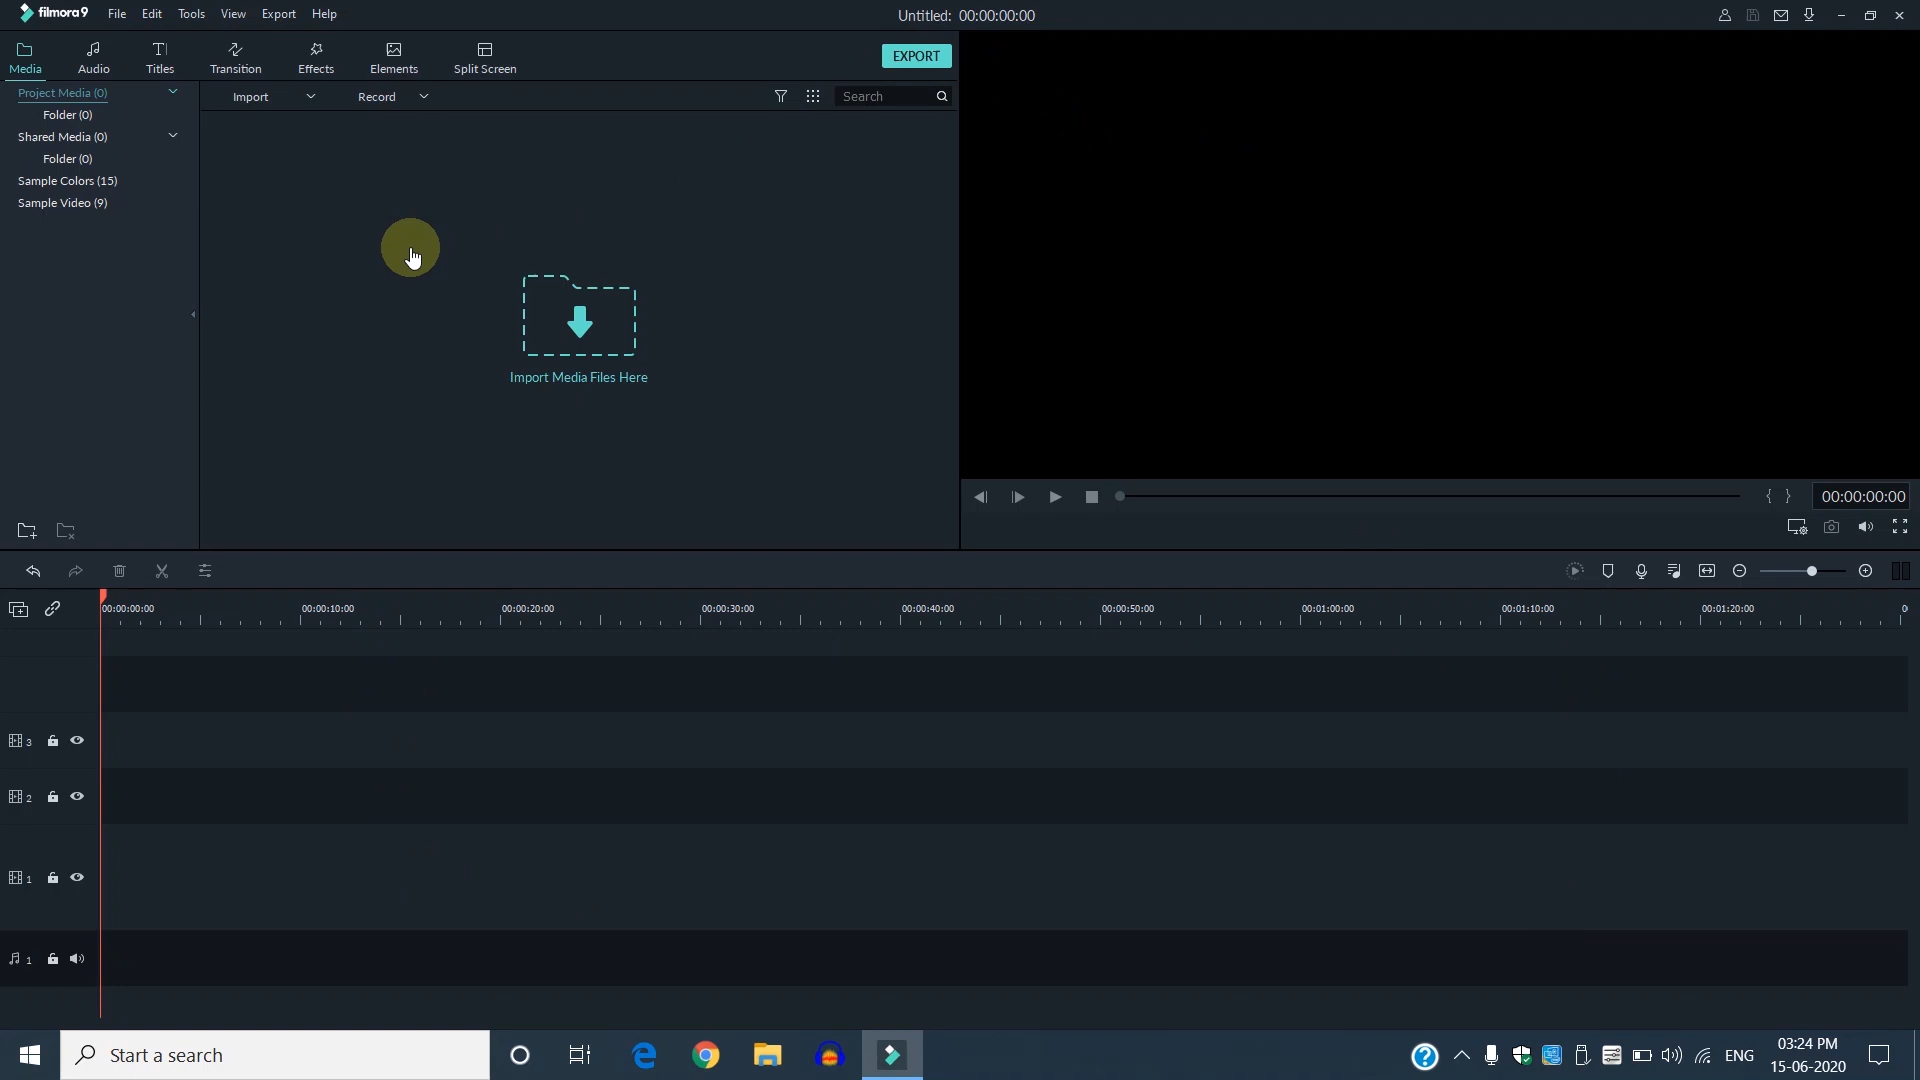 filmora9 File Edit Tools View Export Help Untitled: 00:00:00:00
Media Audio Titles Transition Effects Elements Split Screen EXPORT
Project Media (0) Import Record Search
Folder (0)
Shared Media (0)
Folder (0)
Sample Colors (15)
Sample Video (9)
Import Media Files Here
00:00:00:00
00:00:00:00 00:00:10:00 00:00:20:00 00:00:30:00 00:00:40:00 00:00:50:00 00:01:00:00 00:01:10:00 00:01:20:00
3
2
1
1
Start a search ENG 03:24 PM
15-06-2020